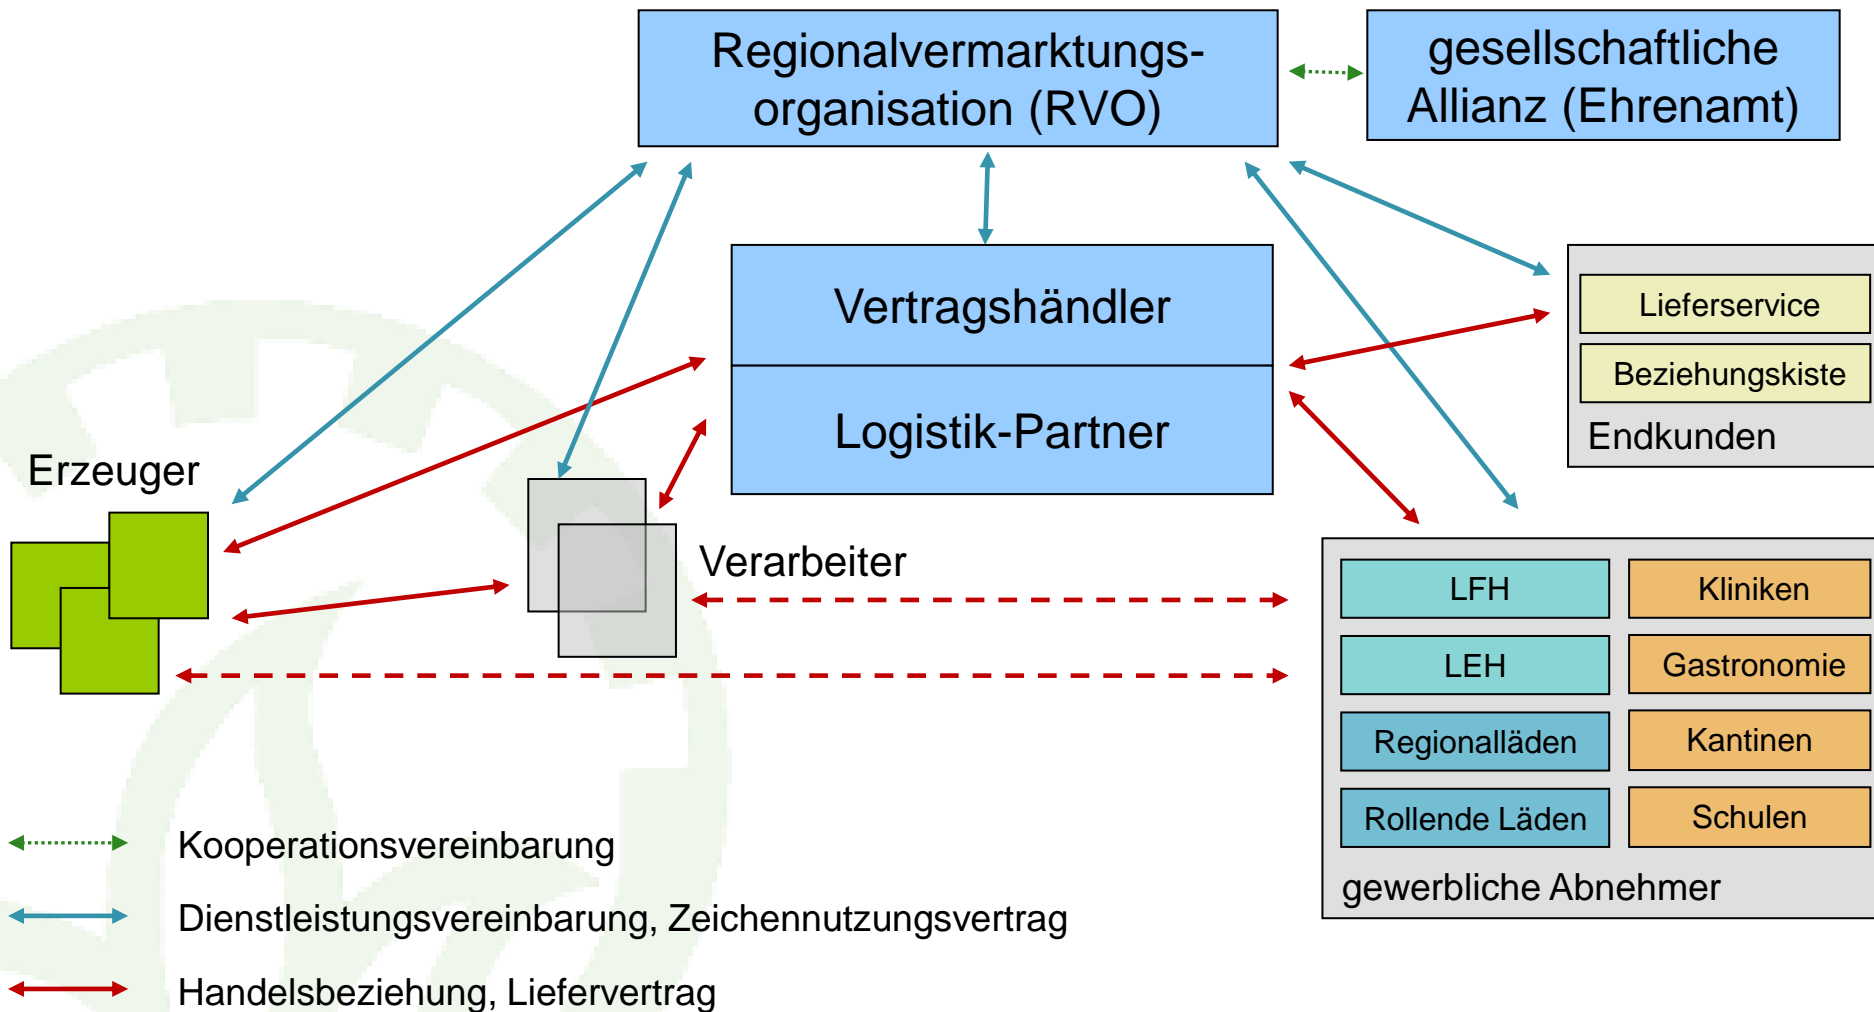 Regionalvermarktungs-
organisation (RVO)
gesellschaftliche
Allianz (Ehrenamt)
Vertragshändler
Logistik-Partner
Lieferservice
Beziehungskiste
Endkunden
Erzeuger
Verarbeiter
LFH
Kliniken
LEH
Gastronomie
Regionalläden
Kantinen
Rollende Läden
Schulen
gewerbliche Abnehmer
Kooperationsvereinbarung
Dienstleistungsvereinbarung, Zeichennutzungsvertrag
Handelsbeziehung, Liefervertrag